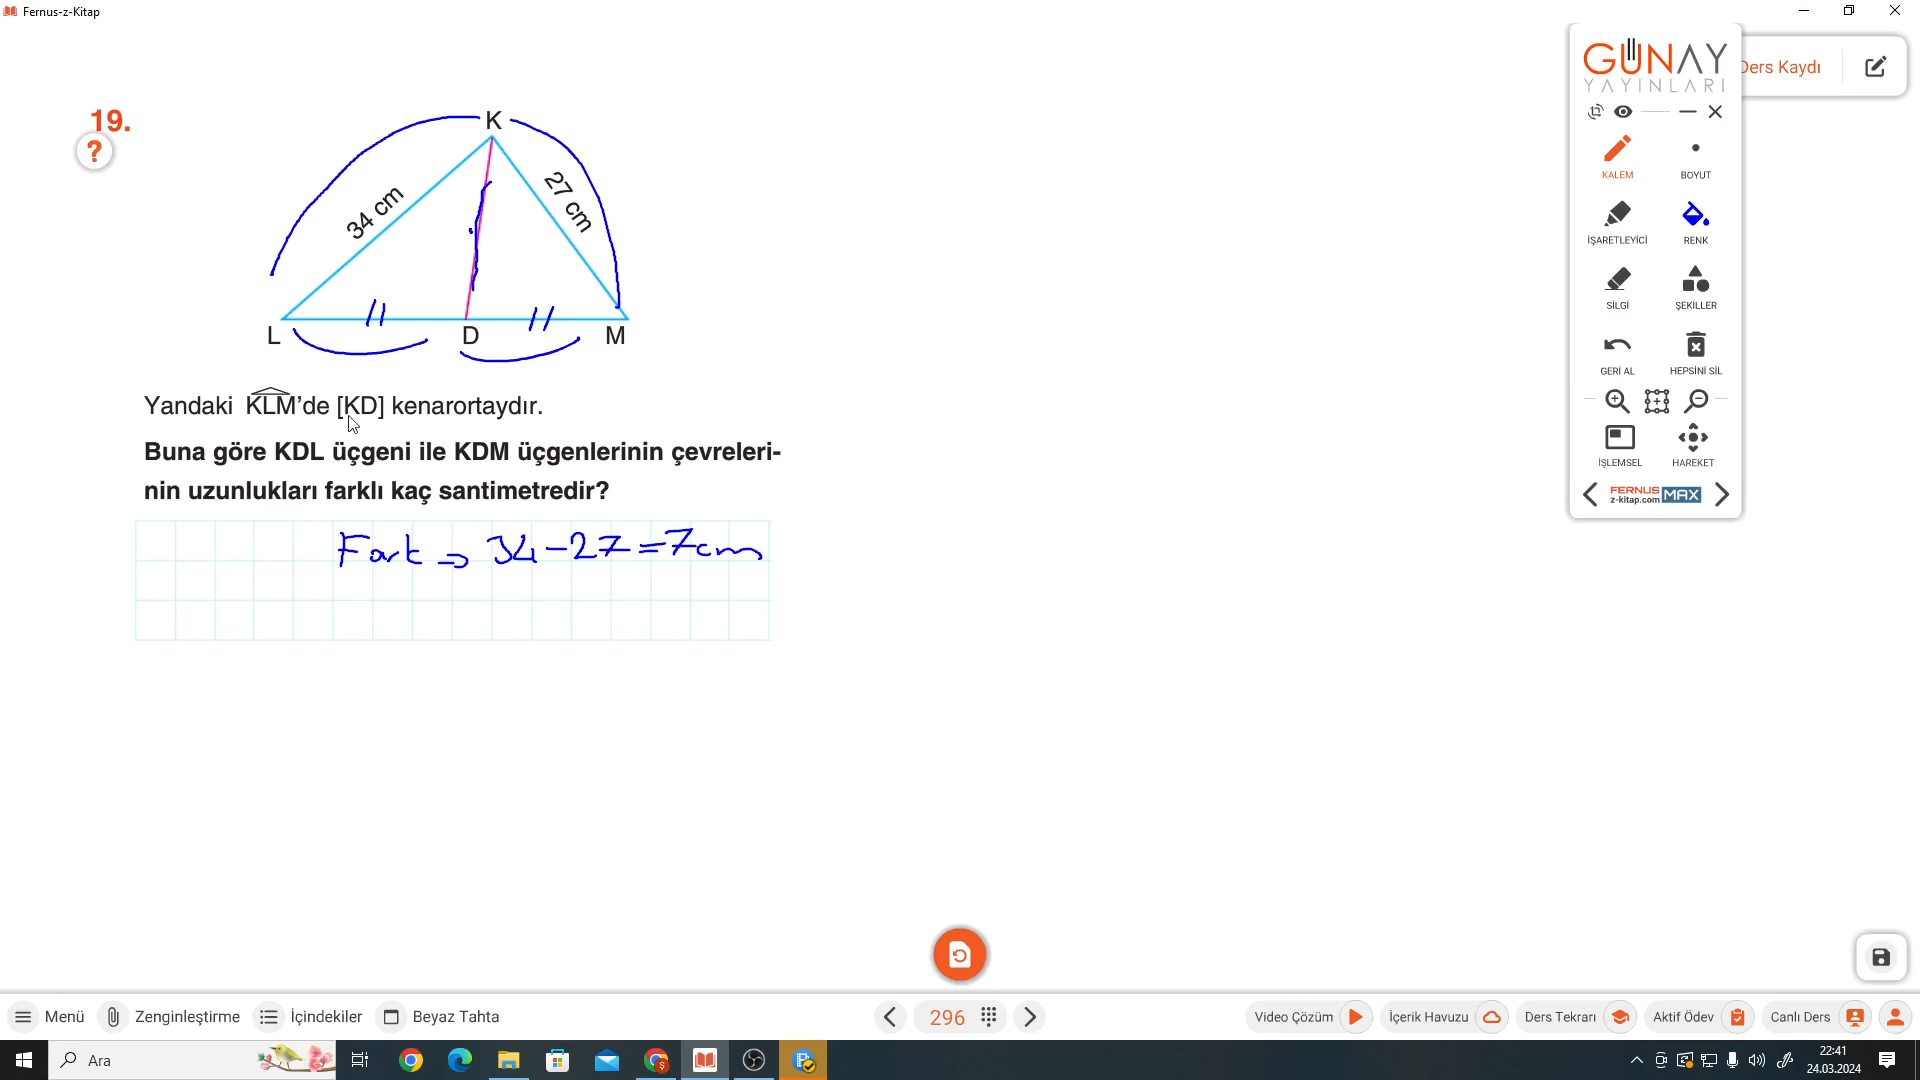 Fernus-z-Kitap
GÜNAY
YAYINLARI
Ders Kaydı
KALEM
BOYUT
İŞARETLEYİCİ
RENK
SİLGİ
ŞEKİLLER
GERİ AL
HEPSİNİ SİL
İŞLEMSEL
HAREKET
FERNUS
z-kitap.com MAX
19.
?
K
34 cm
27 cm
L D M
Yandaki KLM’de [KD] kenarortaydır.
Buna göre KDL üçgeni ile KDM üçgenlerinin çevreleri-
nin uzunlukları farklı kaç santimetredir?
Fark ⇒ 34-27=7cm
Menü Zenginleştirme İçindekiler Beyaz Tahta 296 Video Çözüm İçerik Havuzu Ders Tekrarı Aktif Ödev Canlı Ders
Ara
22:41
24.03.2024